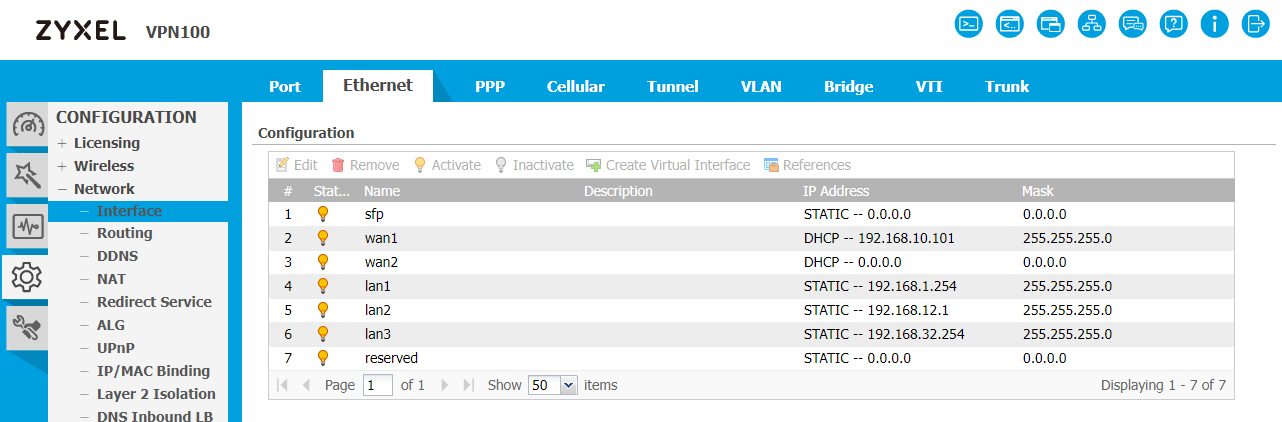 ZYXEL VPN100
Port Ethernet PPP Cellular Tunnel VLAN Bridge VTI Trunk
CONFIGURATION
+ Licensing
+ Wireless
− Network
− Interface
− Routing
− DDNS
− NAT
− Redirect Service
− ALG
− UPnP
− IP/MAC Binding
− Layer 2 Isolation
− DNS Inbound LB
Configuration
Edit Remove Activate Inactivate Create Virtual Interface References
# Stat... Name Description IP Address Mask
1 sfp STATIC -- 0.0.0.0 0.0.0.0
2 wan1 DHCP -- 192.168.10.101 255.255.255.0
3 wan2 DHCP -- 0.0.0.0 0.0.0.0
4 lan1 STATIC -- 192.168.1.254 255.255.255.0
5 lan2 STATIC -- 192.168.12.1 255.255.255.0
6 lan3 STATIC -- 192.168.32.254 255.255.255.0
7 reserved STATIC -- 0.0.0.0 0.0.0.0
Page 1 of 1 Show 50 items Displaying 1 - 7 of 7